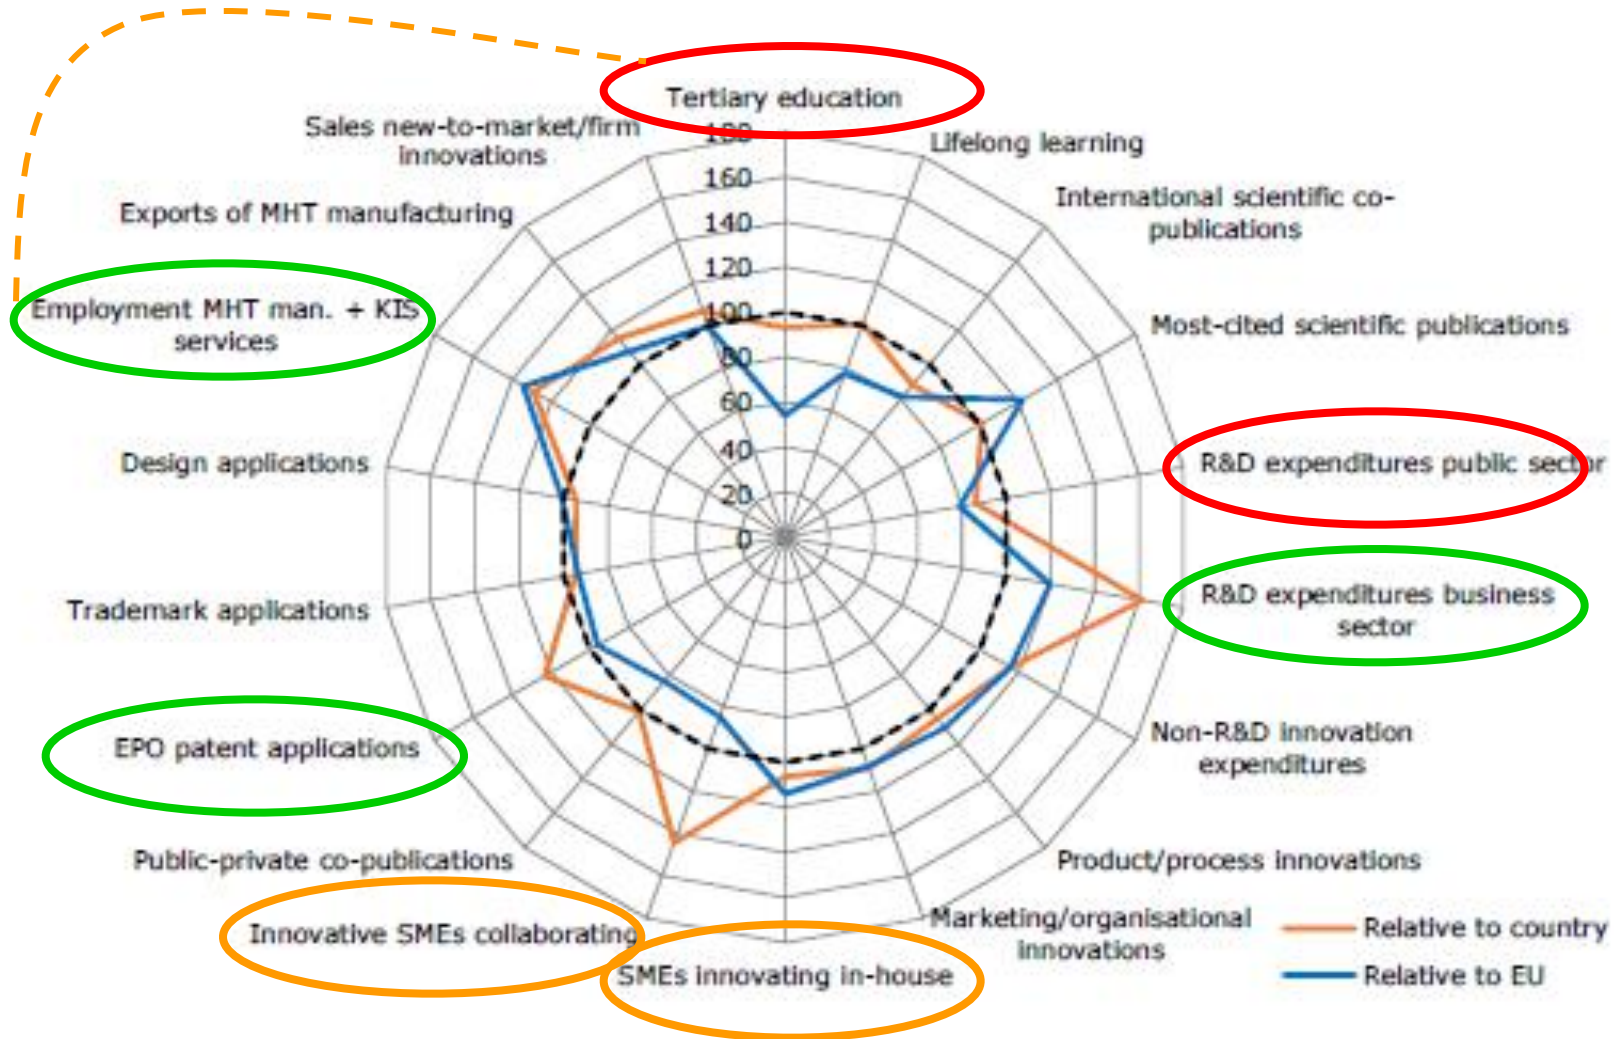 Tertiary education
Sales new-to-market/firm
innovations
Lifelong learning
Exports of MHT manufacturing
International scientific co-
publications
Employment MHT man. + KIS
services
Most-cited scientific publications
Design applications
R&D expenditures public sector
Trademark applications
R&D expenditures business
sector
EPO patent applications
Non-R&D innovation
expenditures
Public-private co-publications
Product/process innovations
Innovative SMEs collaborating
Marketing/organisational
innovations
SMEs innovating in-house
180
160
140
120
100
80
60
40
20
0
Relative to country
Relative to EU